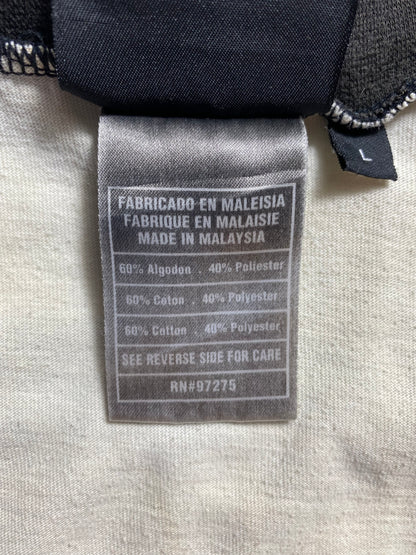 L
FABRICADO EN MALEISIA
FABRIQUE EN MALAISIE
MADE IN MALAYSIA
60% Algodon . 40% Poliester
60% Coton . 40% Polyester
60% Cotton . 40% Polyester
SEE REVERSE SIDE FOR CARE
RN#97275